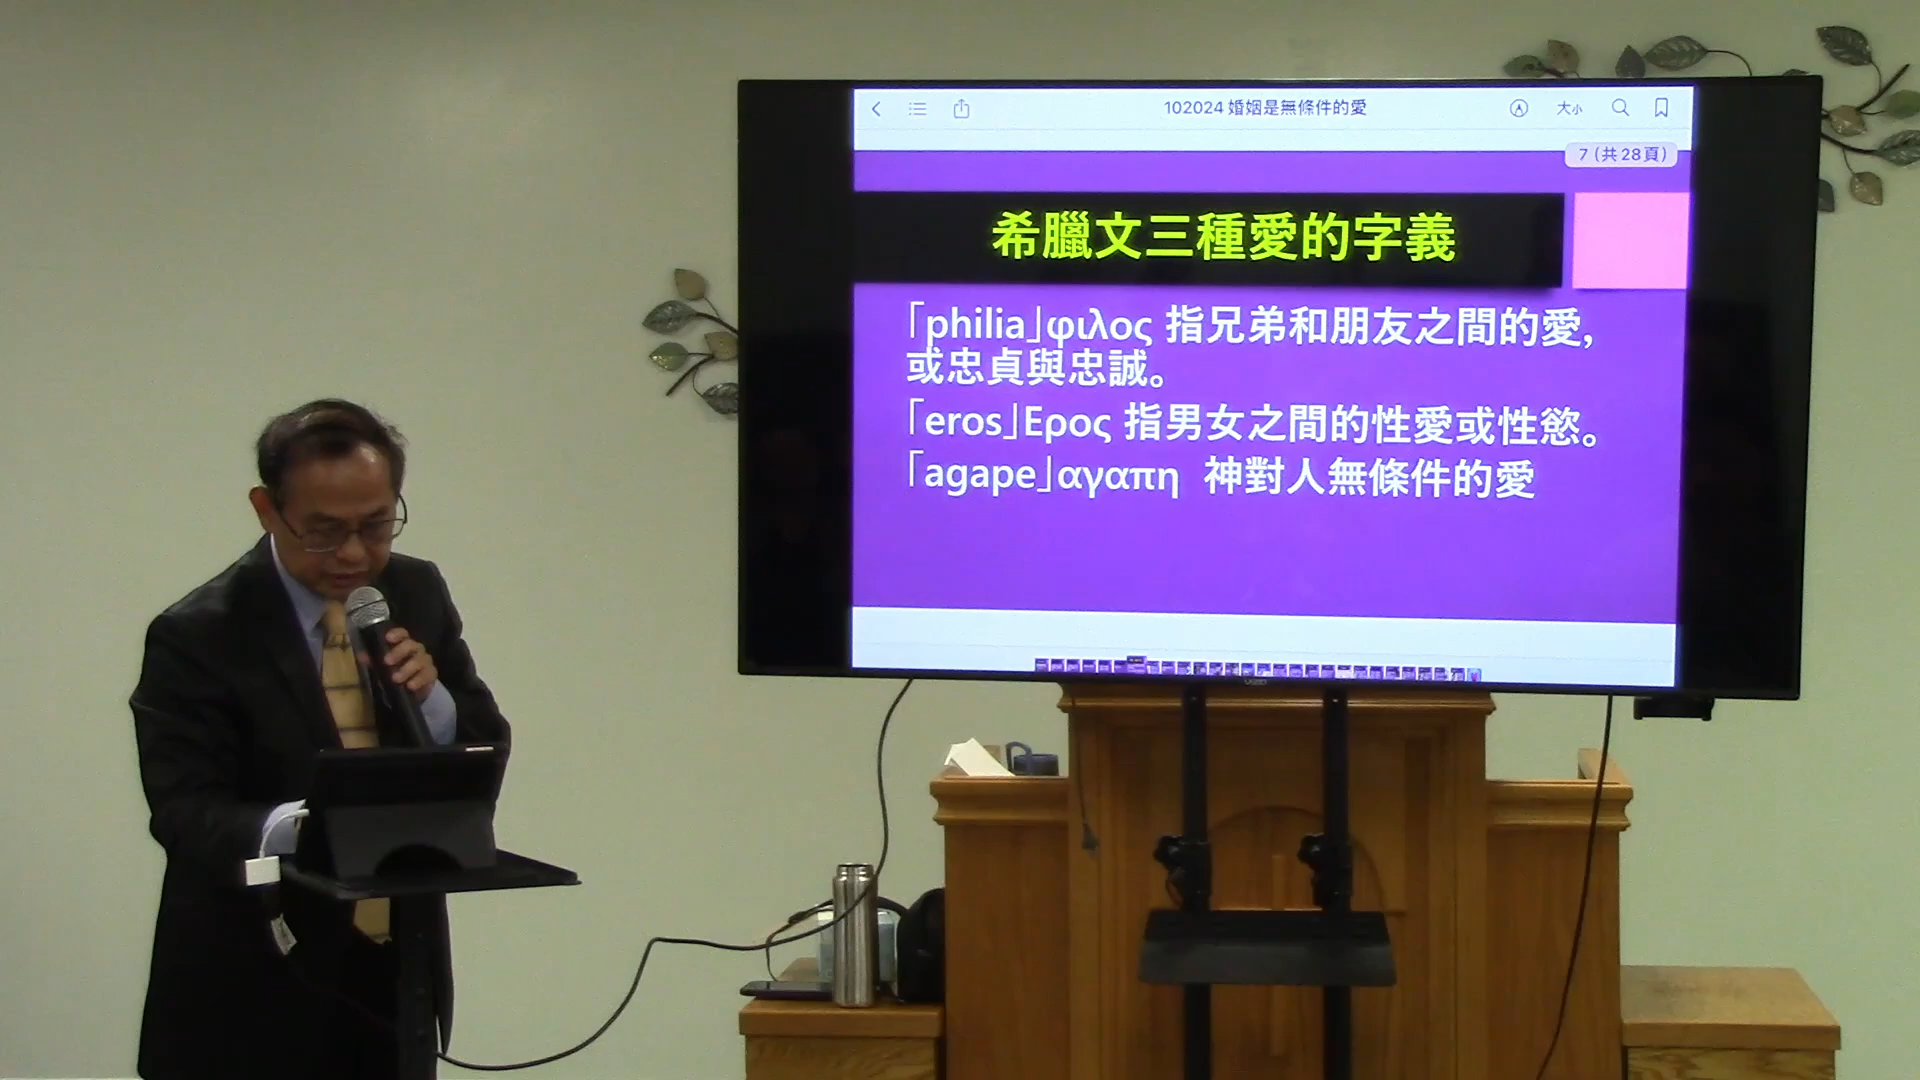 102024 婚姻是無條件的愛
大小
7 (共28頁)
希臘文三種愛的字義
「philia」φιλος 指兄弟和朋友之間的愛,
或忠貞與忠誠。
「eros」Ερος 指男女之間的性愛或性慾。
「agape」αγαπη 神對人無條件的愛